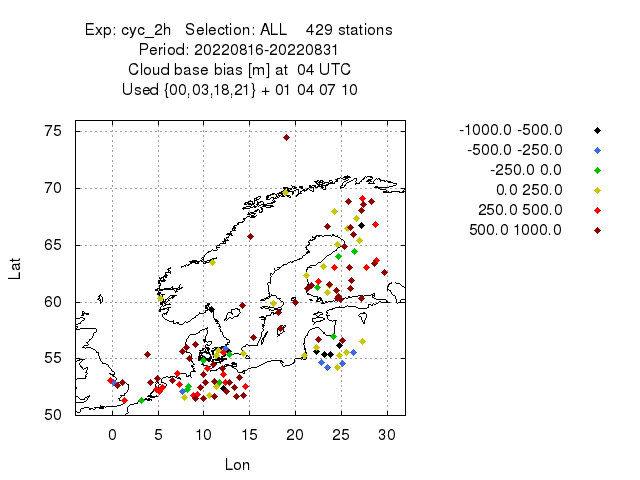 Exp: cyc_2h   Selection: ALL    429 stations
Period: 20220816-20220831
Cloud base bias [m] at  04 UTC
Used {00,03,18,21} + 01 04 07 10
-1000.0 -500.0
-500.0 -250.0
-250.0 0.0
0.0 250.0
250.0 500.0
500.0 1000.0
75
70
65
60
55
50
Lat
0 5 10 15 20 25 30
Lon